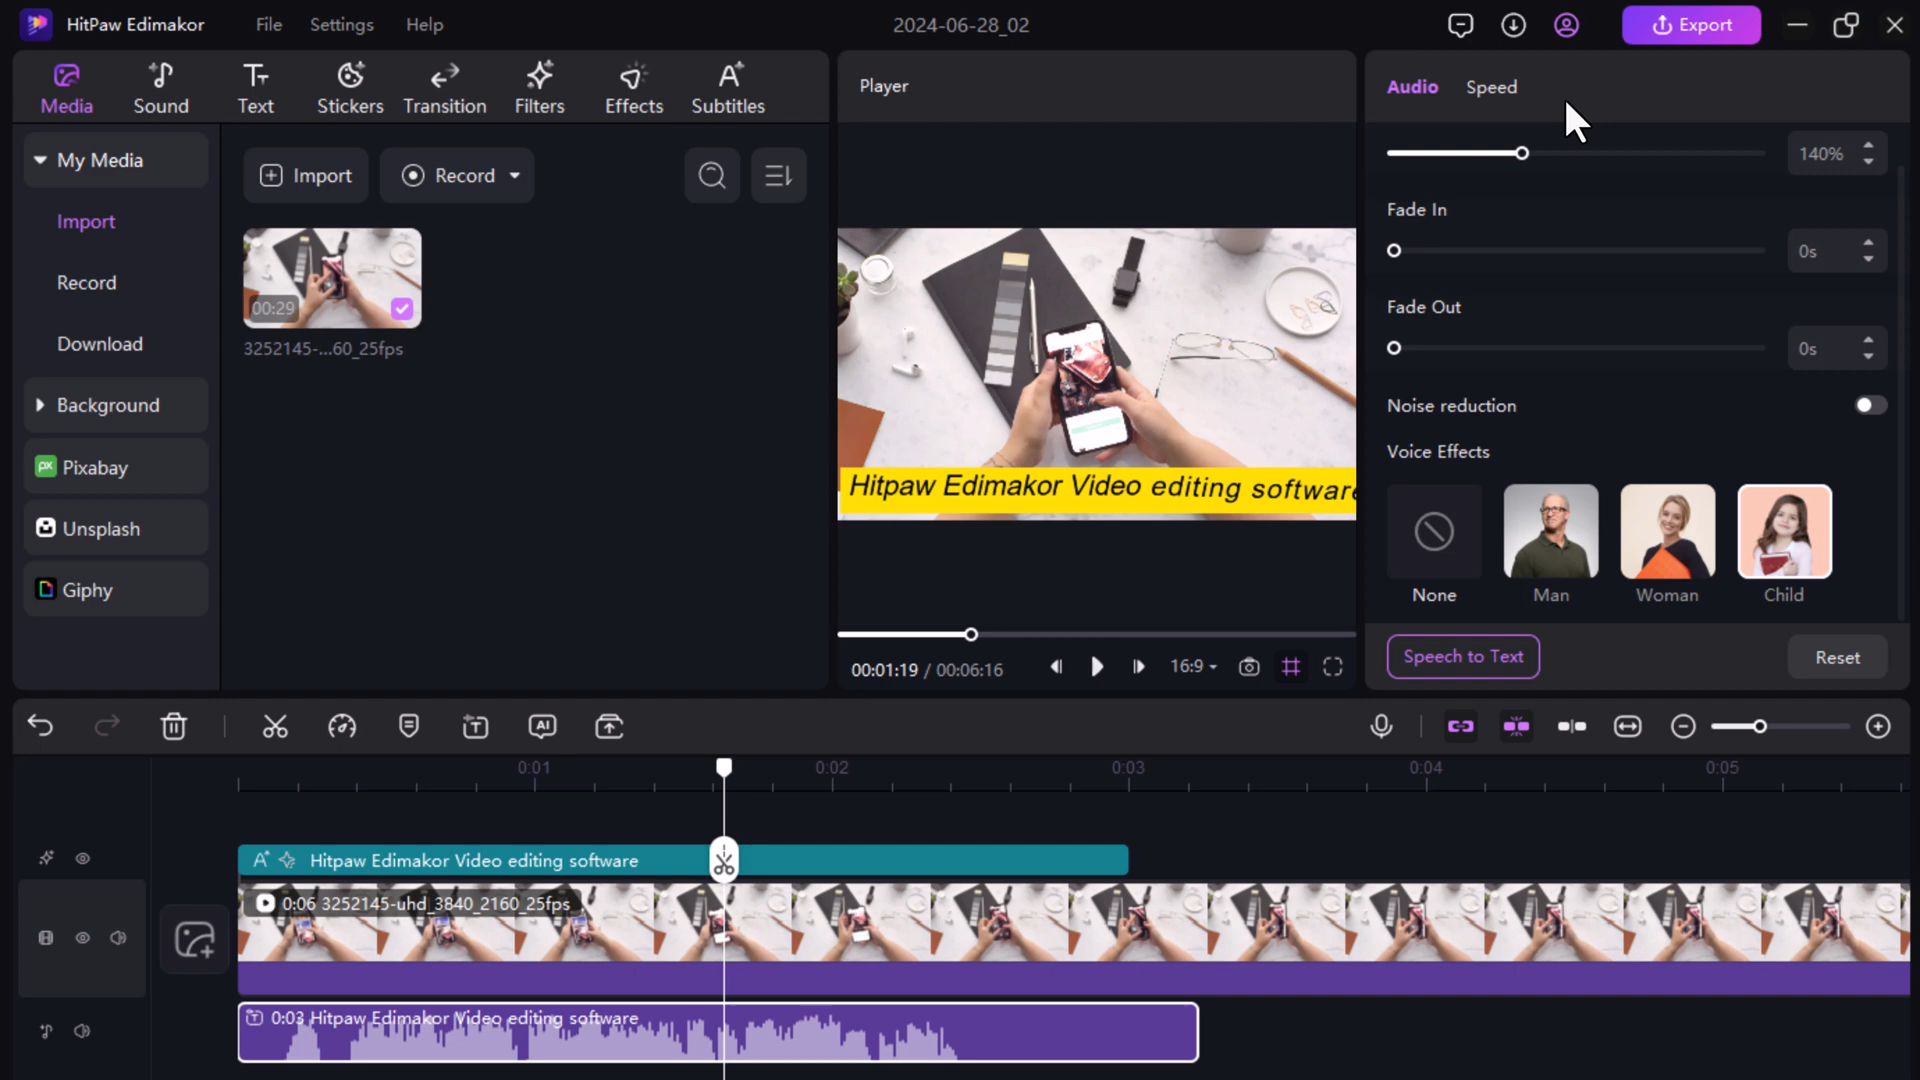 HitPaw Edimakor
File
Settings
Help
2024-06-28_02
Export
Media
Sound
Text
Stickers
Transition
Filters
Effects
Subtitles
My Media
Import
Record
Download
Background
Pixabay
Unsplash
Giphy
Import
Record
00:29
3252145-...60_25fps
Player
Hitpaw Edimakor Video editing software
00:01:19 / 00:06:16
16:9
Audio
Speed
140%
Fade In
0s
Fade Out
0s
Noise reduction
Voice Effects
None
Man
Woman
Child
Speech to Text
Reset
AI
0:01
0:02
0:03
0:04
0:05
Hitpaw Edimakor Video editing software
0:06 3252145-uhd_3840_2160_25fps
0:03 Hitpaw Edimakor Video editing software